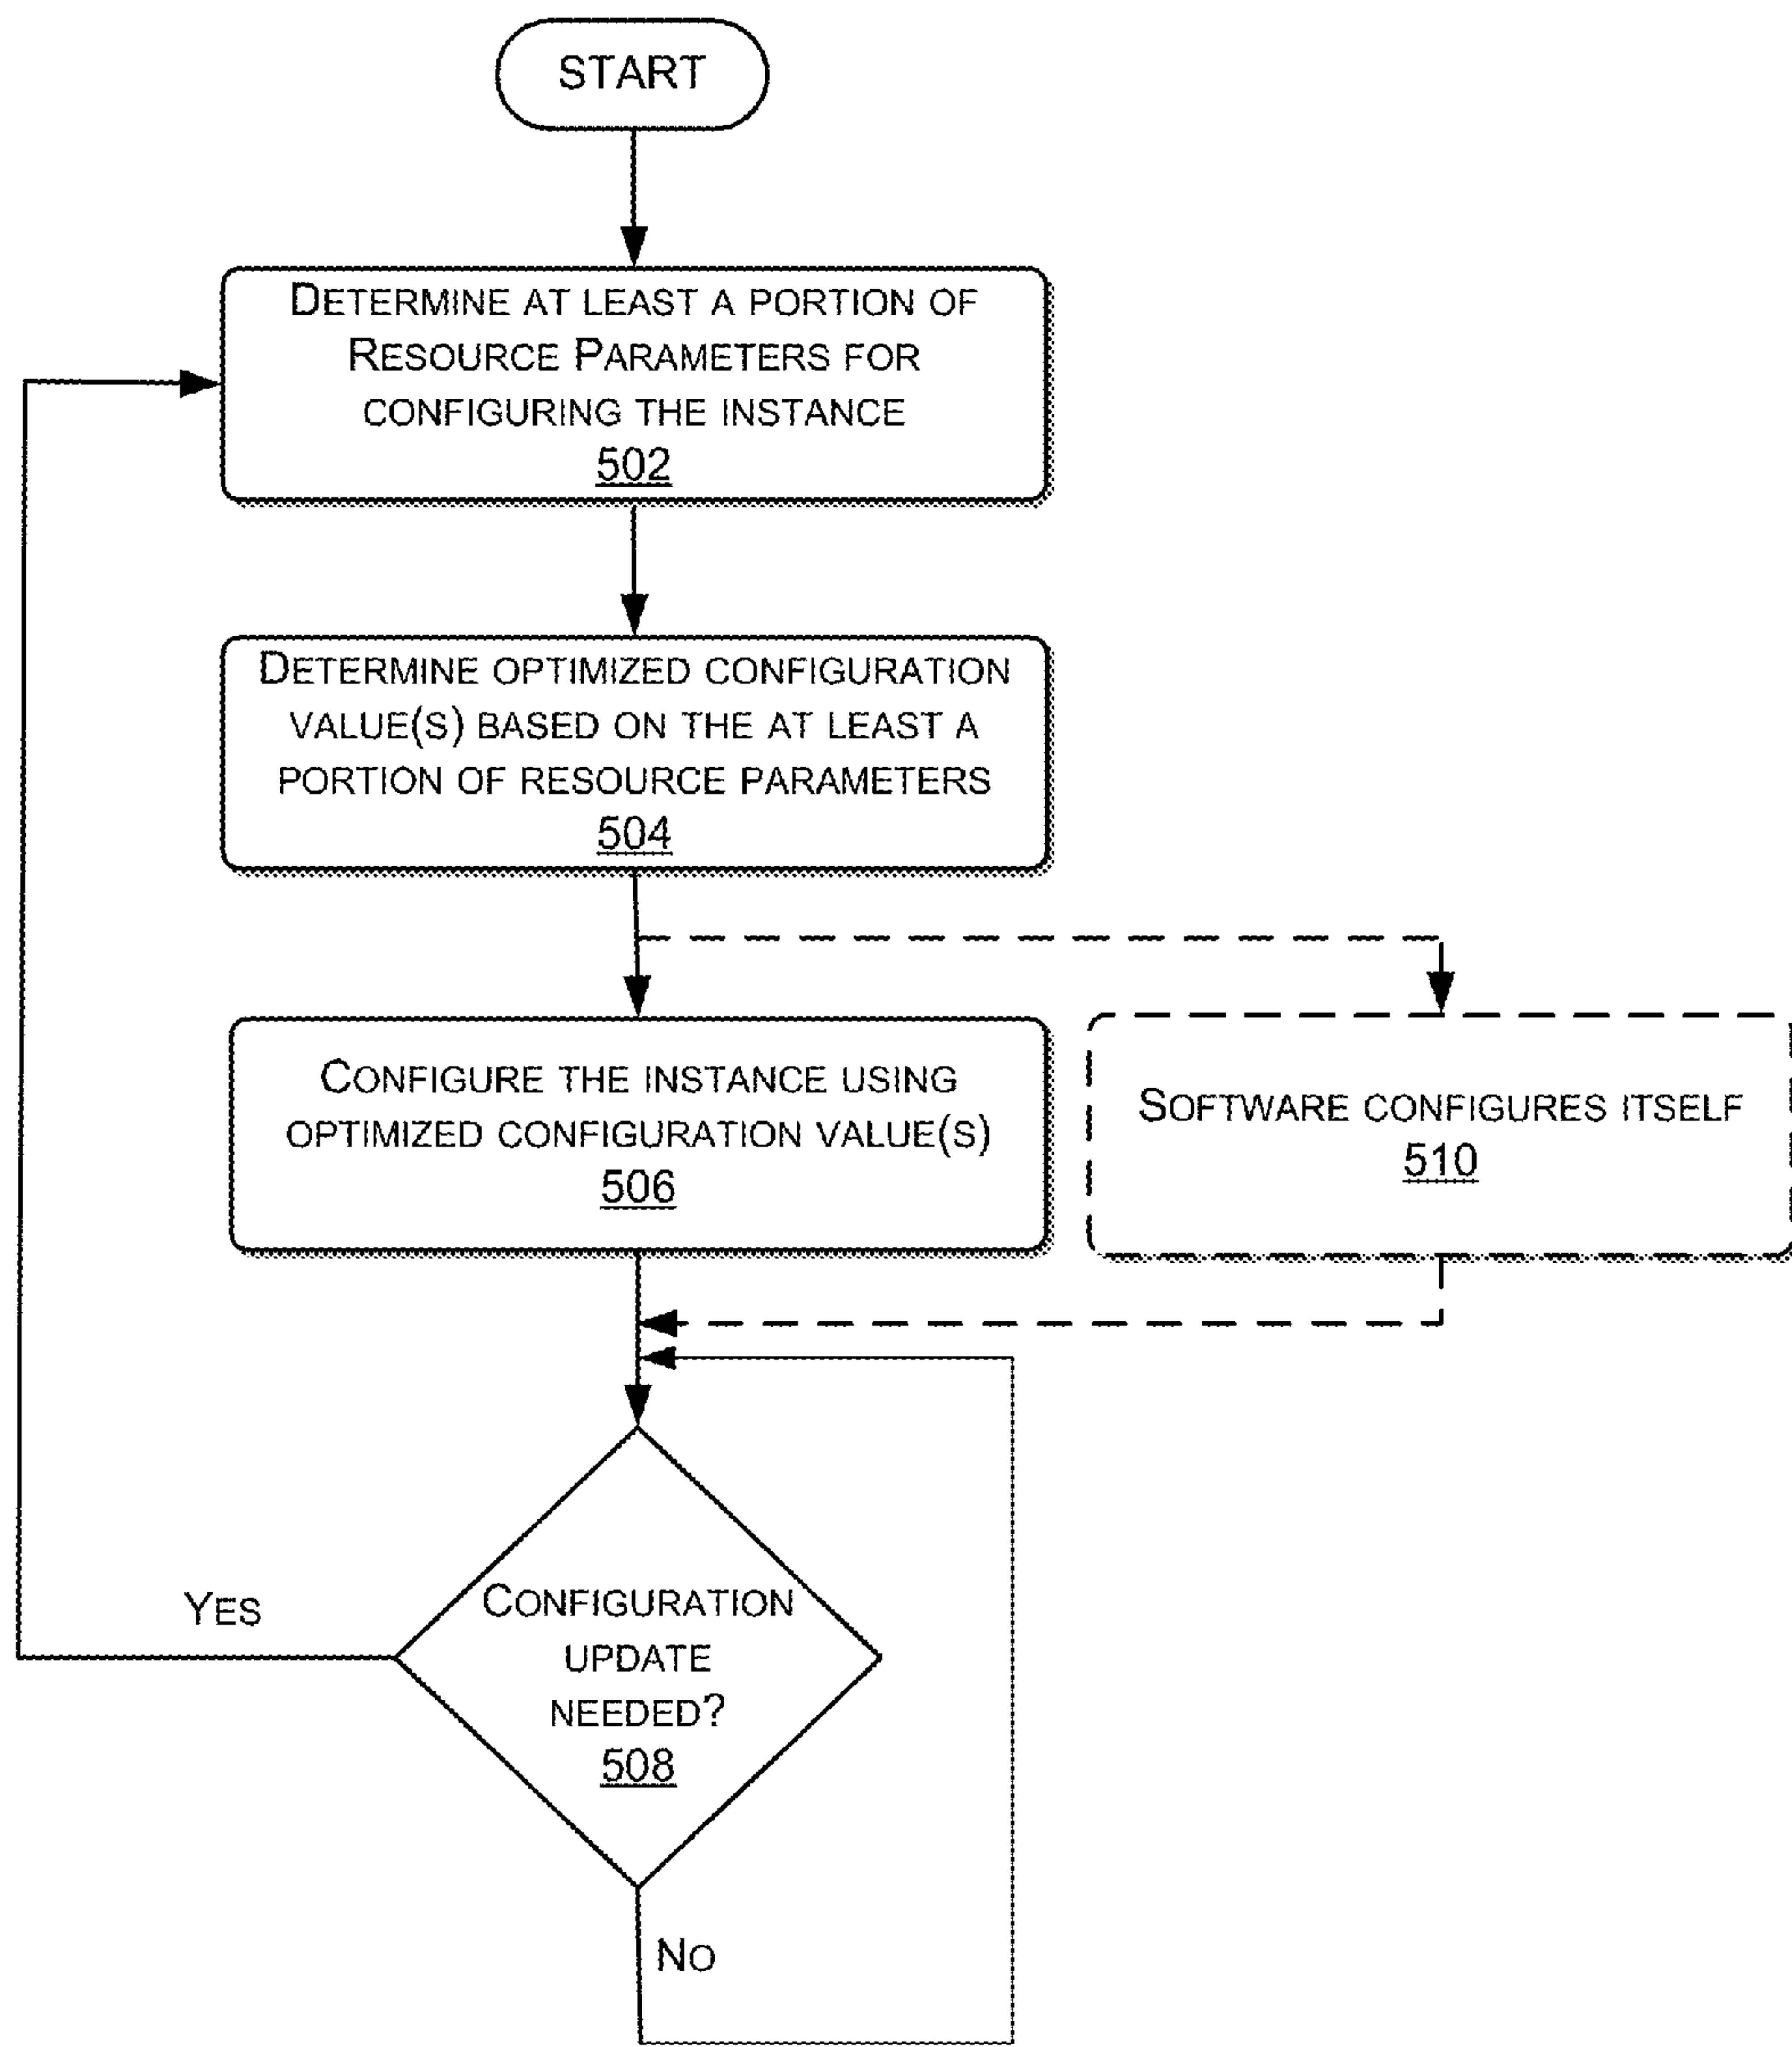 START
DETERMINE AT LEAST A PORTION OF
RESOURCE PARAMETERS FOR
CONFIGURING THE INSTANCE
502
DETERMINE OPTIMIZED CONFIGURATION
VALUE(S) BASED ON THE AT LEAST A
PORTION OF RESOURCE PARAMETERS
504
CONFIGURE THE INSTANCE USING
OPTIMIZED CONFIGURATION VALUE(S)
506
SOFTWARE CONFIGURES ITSELF
510
YES
CONFIGURATION
UPDATE
NEEDED?
508
NO